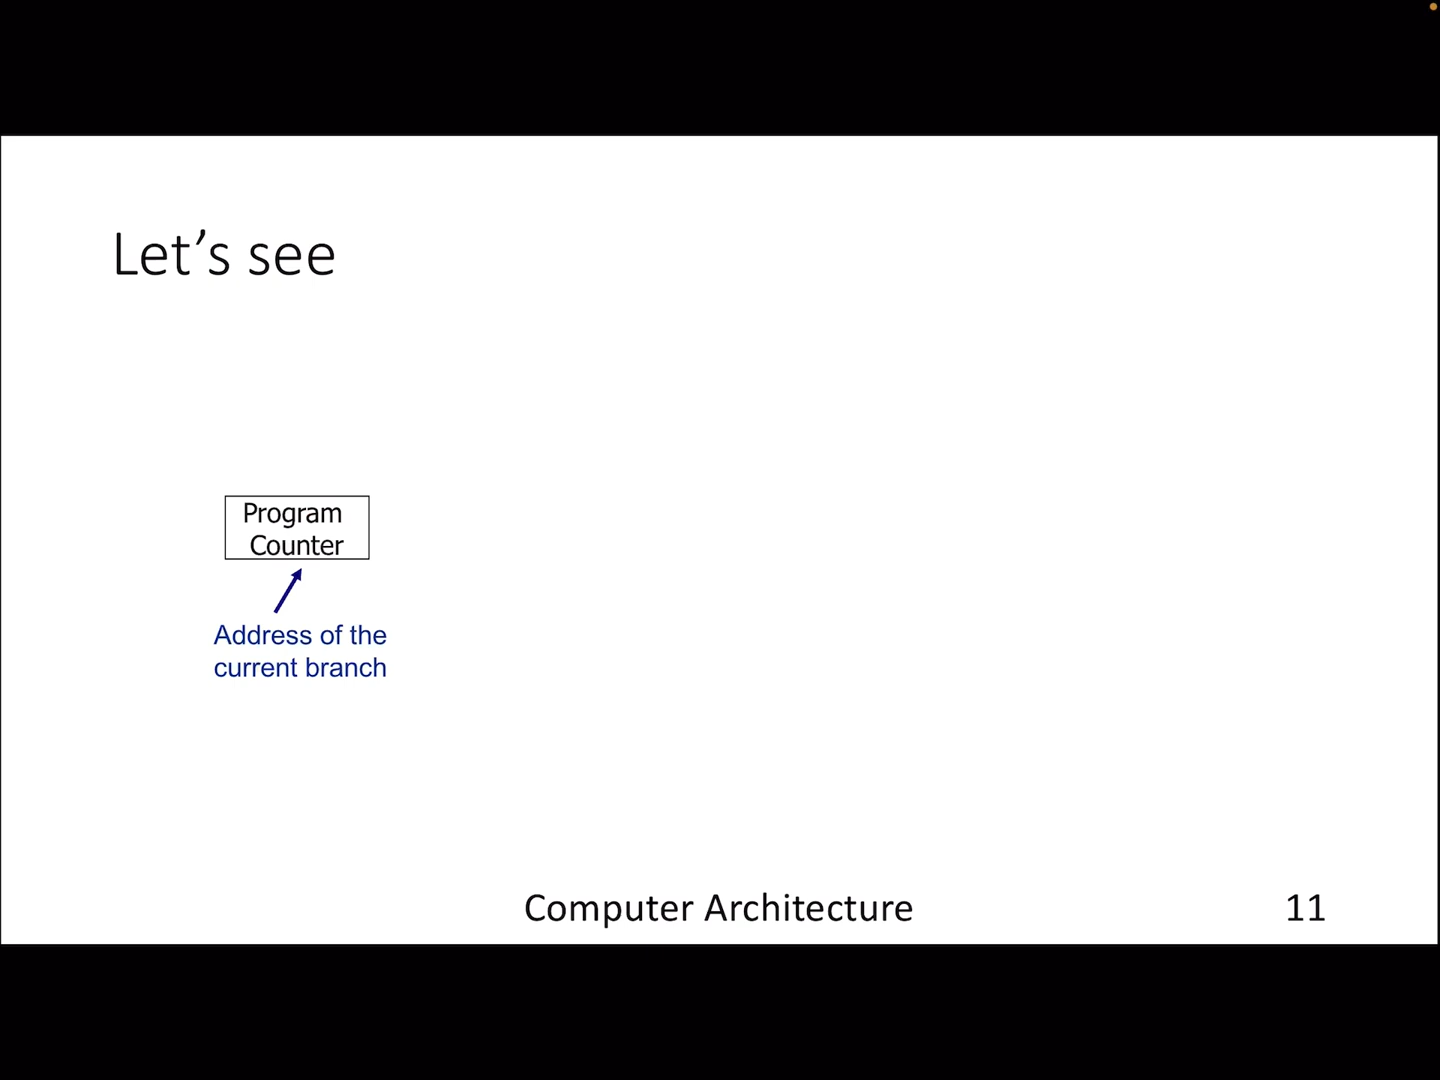 Let’s see
Program
Counter
Address of the
current branch
Computer Architecture
11